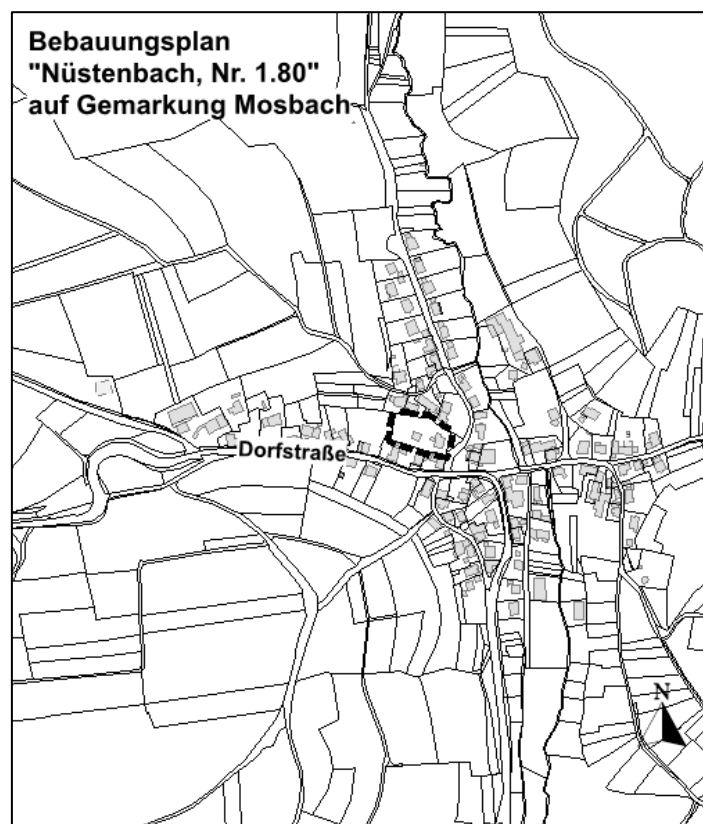 Bebauungsplan
"Nüstenbach, Nr. 1.80"
auf Gemarkung Mosbach
Dorfstraße
N